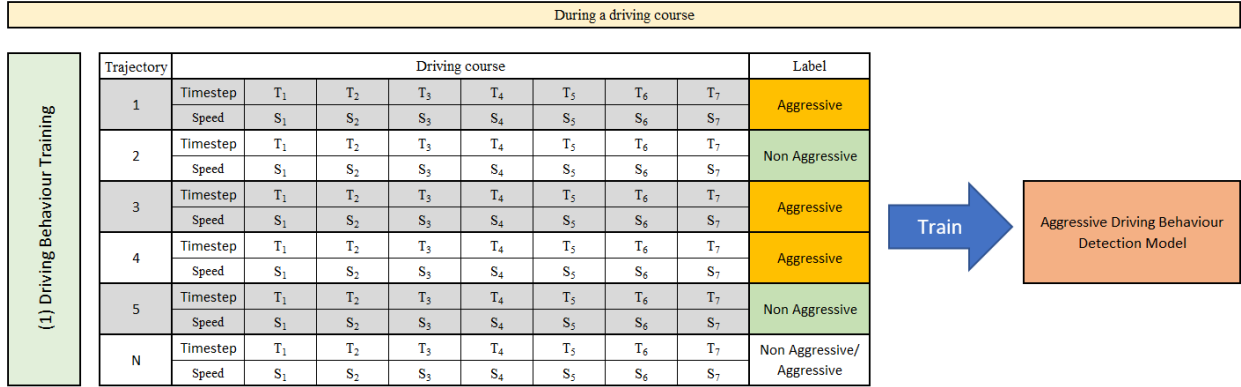 During a driving course
(1) Driving Behaviour Training
Trajectory Driving course Label
1 Timestep T₁ T₂ T₃ T₄ T₅ T₆ T₇ Aggressive
Speed S₁ S₂ S₃ S₄ S₅ S₆ S₇
2 Timestep T₁ T₂ T₃ T₄ T₅ T₆ T₇ Non Aggressive
Speed S₁ S₂ S₃ S₄ S₅ S₆ S₇
3 Timestep T₁ T₂ T₃ T₄ T₅ T₆ T₇ Aggressive
Speed S₁ S₂ S₃ S₄ S₅ S₆ S₇
4 Timestep T₁ T₂ T₃ T₄ T₅ T₆ T₇ Aggressive
Speed S₁ S₂ S₃ S₄ S₅ S₆ S₇
5 Timestep T₁ T₂ T₃ T₄ T₅ T₆ T₇ Non Aggressive
Speed S₁ S₂ S₃ S₄ S₅ S₆ S₇
N Timestep T₁ T₂ T₃ T₄ T₅ T₆ T₇ Non Aggressive/
Speed S₁ S₂ S₃ S₄ S₅ S₆ S₇ Aggressive
Train
Aggressive Driving Behaviour
Detection Model